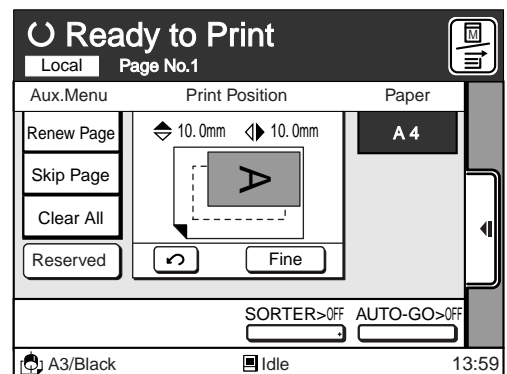 Ready to Print
Local Page No.1
M
Aux.Menu Print Position Paper
Renew Page 10.0mm 10.0mm A4
Skip Page
A
Clear All
Reserved Fine
SORTER>OFF AUTO-GO>OFF
A3/Black Idle 13:59